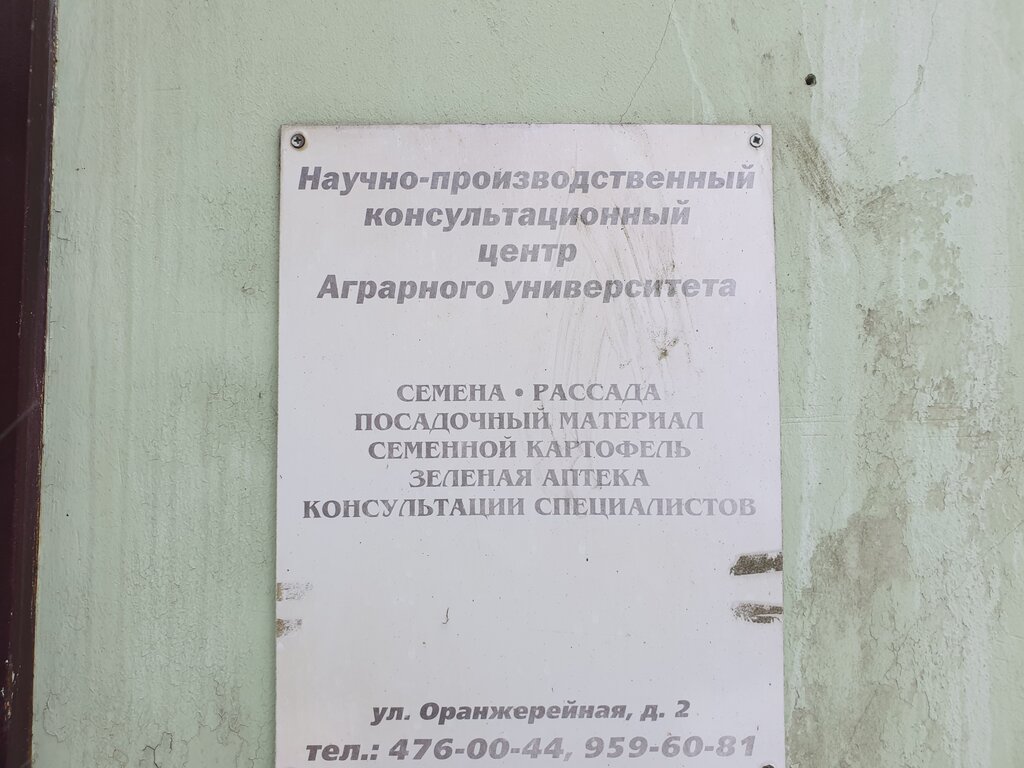 Научно-производственный
консультационный
центр
Аграрного университета
СЕМЕНА • РАССАДА
ПОСАДОЧНЫЙ МАТЕРИАЛ
СЕМЕННОЙ КАРТОФЕЛЬ
ЗЕЛЕНАЯ АПТЕКА
КОНСУЛЬТАЦИИ СПЕЦИАЛИСТОВ
ул. Оранжерейная, д. 2
тел.: 476-00-44, 959-60-81